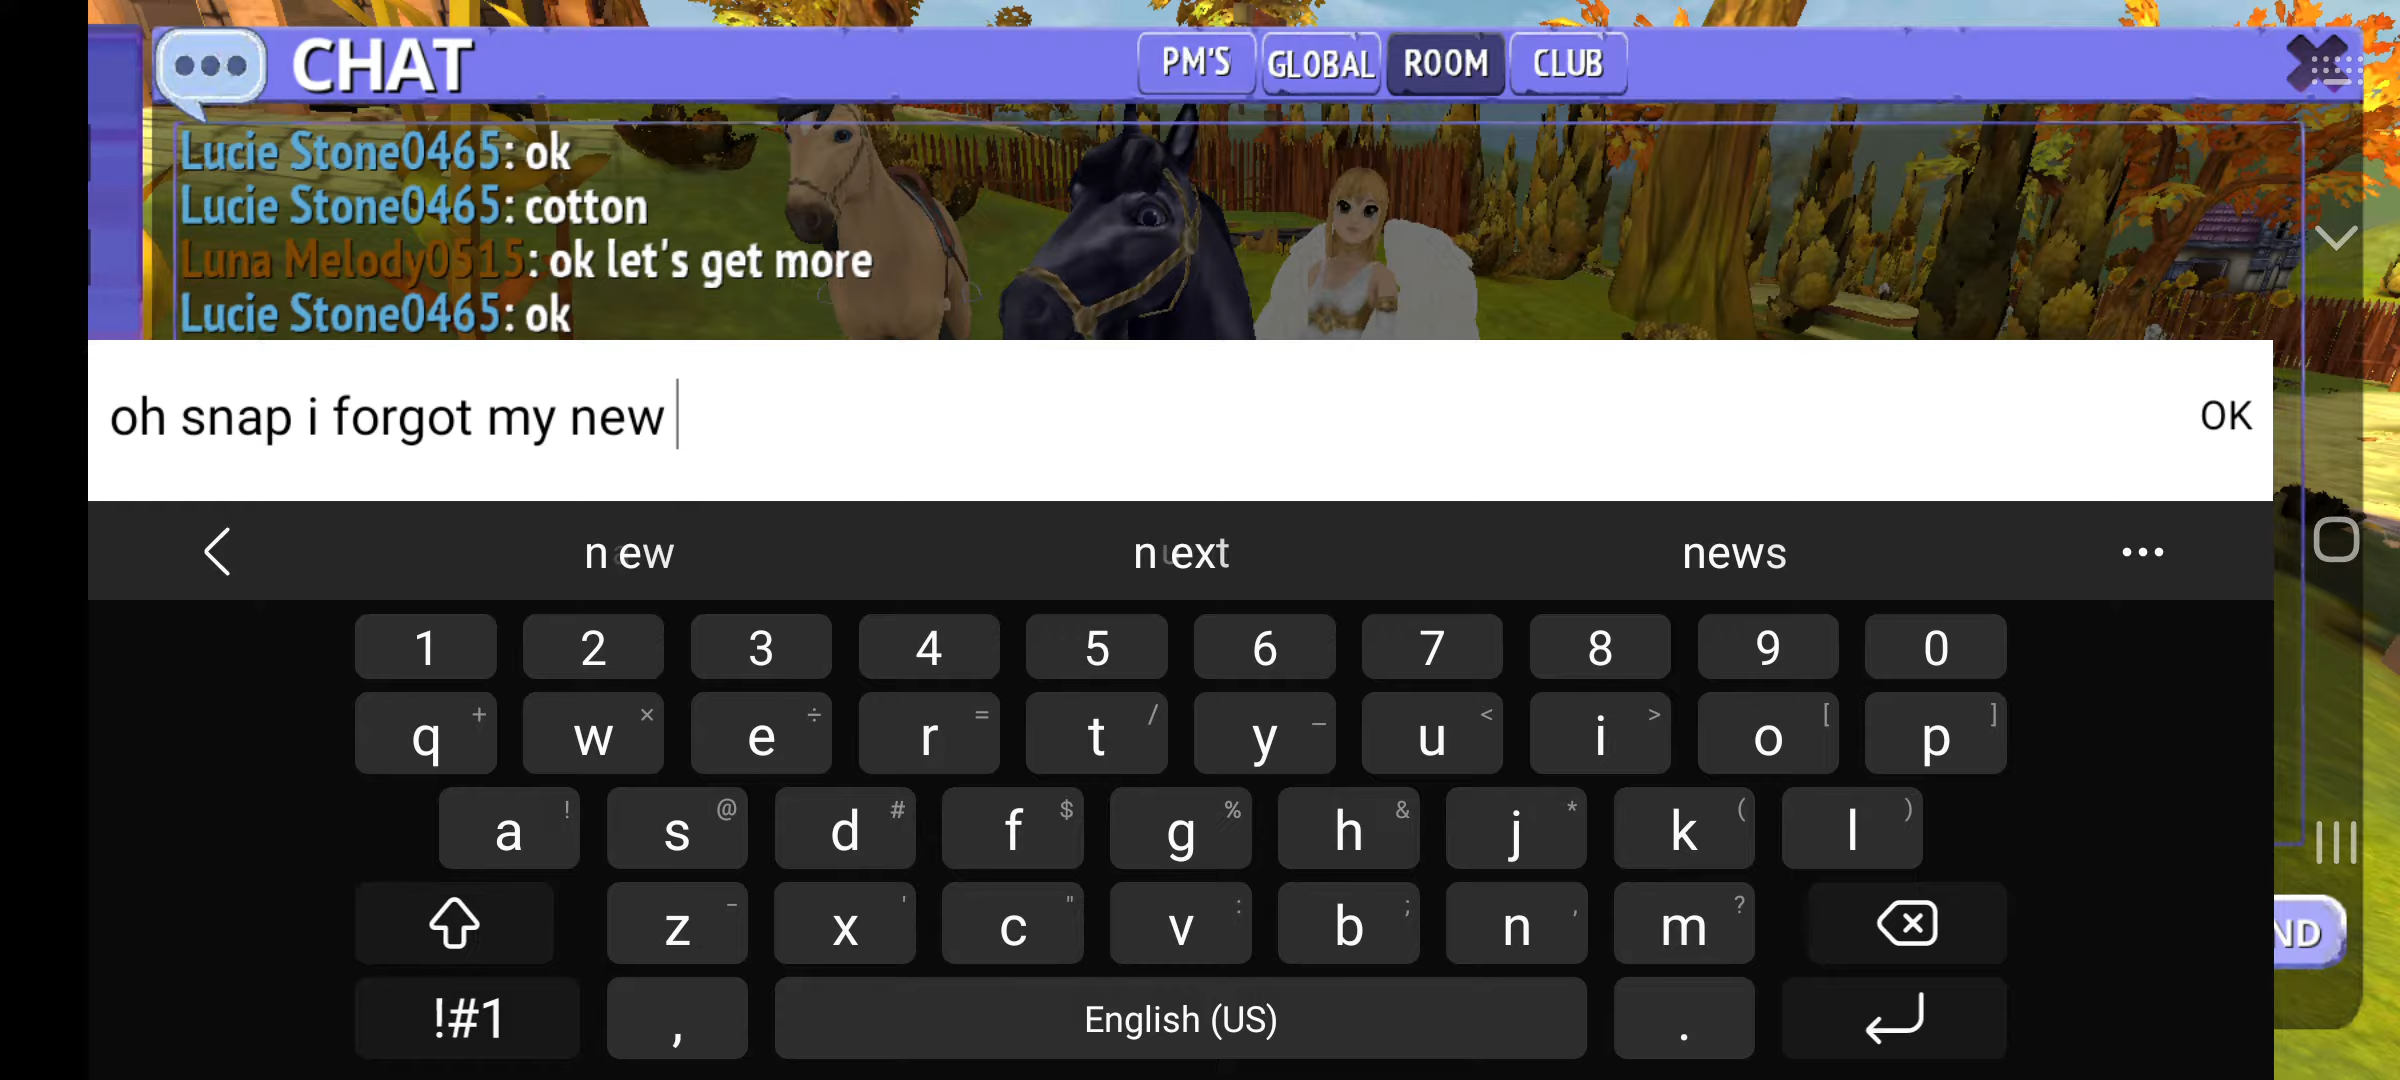 CHAT
PM'S GLOBAL ROOM CLUB
Lucie Stone0465: ok
Lucie Stone0465: cotton
Luna Melody0515: ok let's get more
Lucie Stone0465: ok
oh snap i forgot my new
OK
new next news
1 2 3 4 5 6 7 8 9 0
q + w × e ÷ r = t / y _ u < i > o [ p ]
a ! s @ d # f $ g % h & j * k ( l )
z - x ' c " v : b ; n , m ?
ND
!#1 , English (US) .